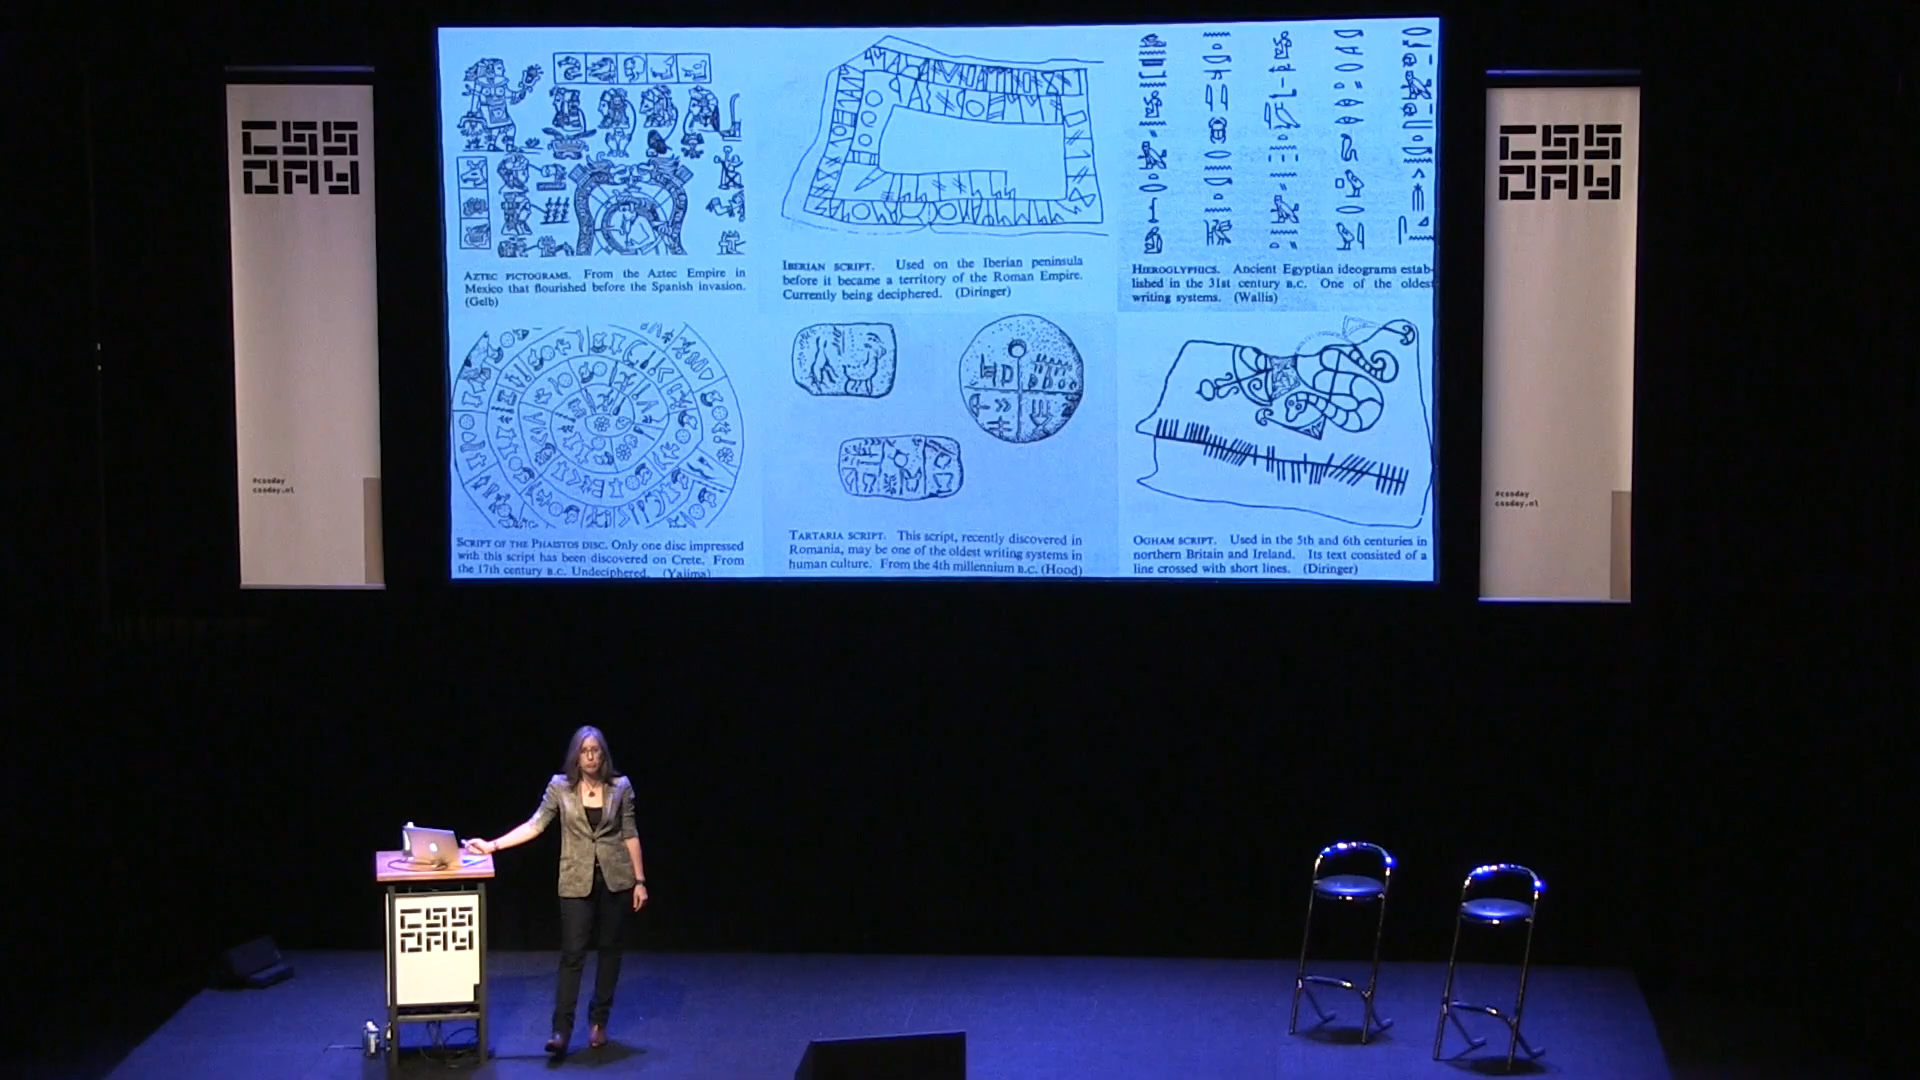 CSS
DAY
#cssday
cssday.nl
AZTEC PICTOGRAMS. From the Aztec Empire in
Mexico that flourished before the Spanish invasion.
(Gelb)
IBERIAN SCRIPT. Used on the Iberian peninsula
before it became a territory of the Roman Empire.
Currently being deciphered. (Diringer)
HIEROGLYPHICS. Ancient Egyptian ideograms estab-
lished in the 31st century B.C. One of the oldest
writing systems. (Wallis)
SCRIPT OF THE PHAISTOS DISC. Only one disc impressed
with this script has been discovered on Crete. From
the 17th century B.C. Undeciphered. (Yajima)
TARTARIA SCRIPT. This script, recently discovered in
Romania, may be one of the oldest writing systems in
human culture. From the 4th millennium B.C. (Hood)
OGHAM SCRIPT. Used in the 5th and 6th centuries in
northern Britain and Ireland. Its text consisted of a
line crossed with short lines. (Diringer)
CSS
DAY
#cssday
cssday.nl
CSS
DAY